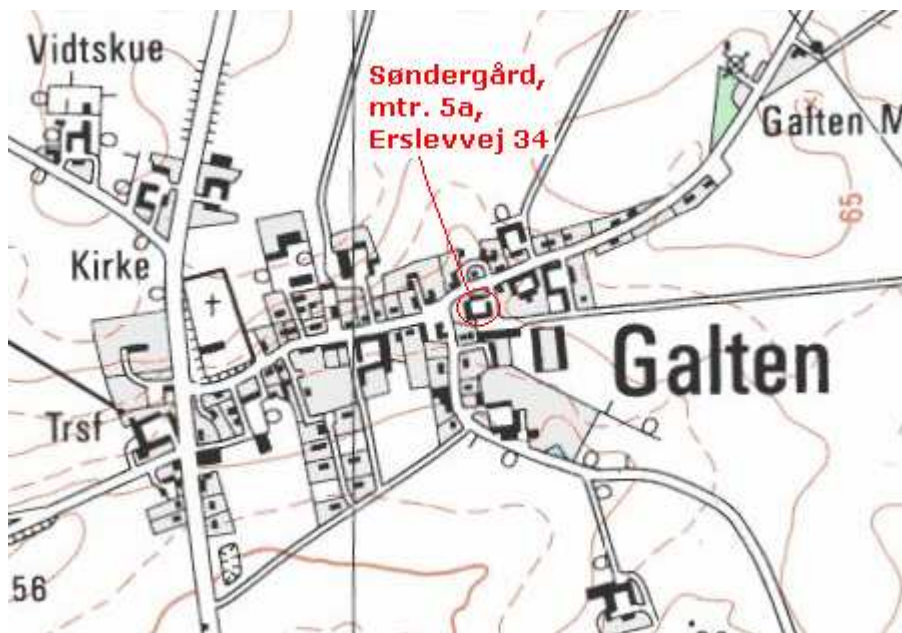 Vidtskue
Søndergård,
mtr. 5a,
Erslevvej 34
Galten M
65
Kirke
Galten
Trsf
56